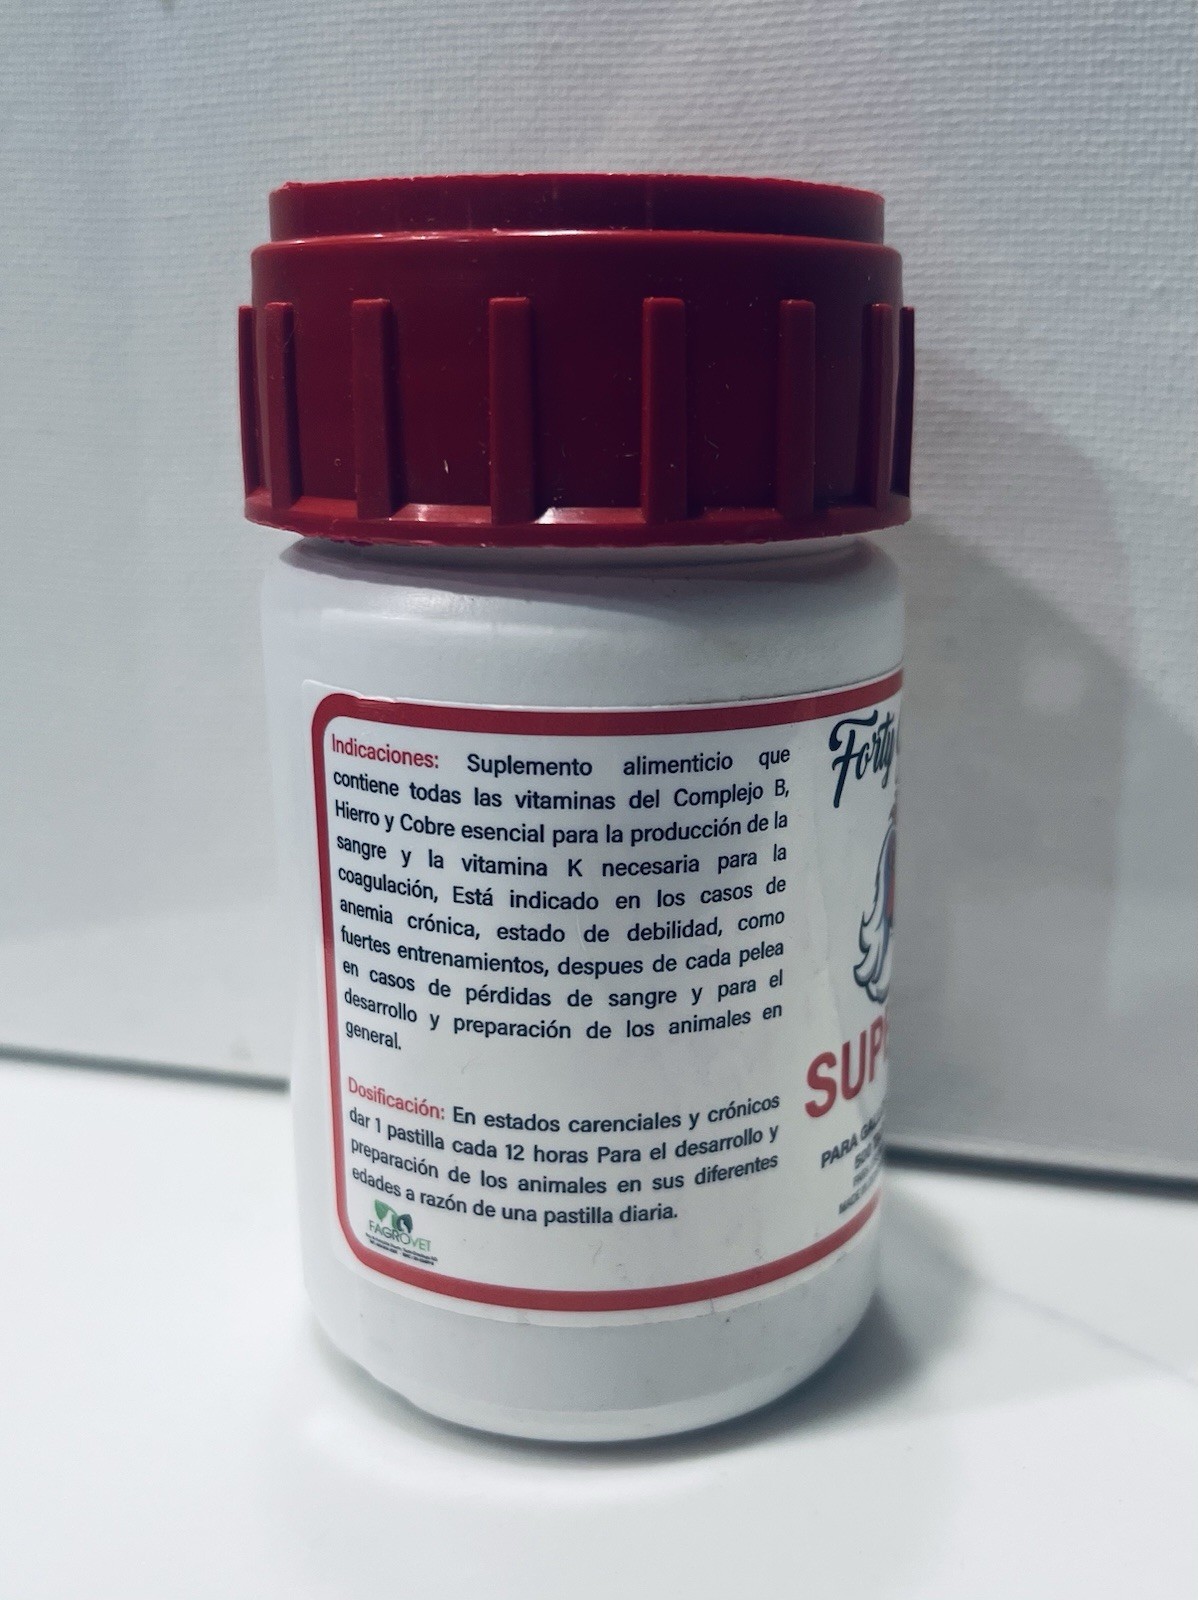 Indicaciones: Suplemento alimenticio que
contiene todas las vitaminas del Complejo B,
Hierro y Cobre esencial para la producción de la
sangre y la vitamina K necesaria para la
coagulación, Está indicado en los casos de
anemia crónica, estado de debilidad, como
fuertes entrenamientos, despues de cada pelea
en casos de pérdidas de sangre y para el
desarrollo y preparación de los animales en
general.
Dosificación: En estados carenciales y crónicos
dar 1 pastilla cada 12 horas Para el desarrollo y
preparación de los animales en sus diferentes
edades a razón de una pastilla diaria.
FAGROVET
Forty
SUP
PARA